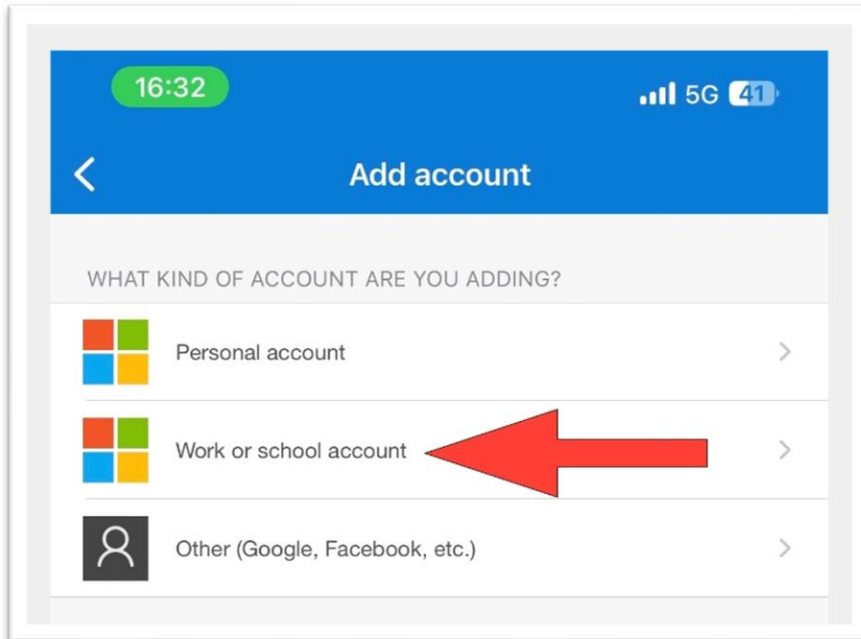 16:32
5G 41
Add account
WHAT KIND OF ACCOUNT ARE YOU ADDING?
Personal account
Work or school account
Other (Google, Facebook, etc.)